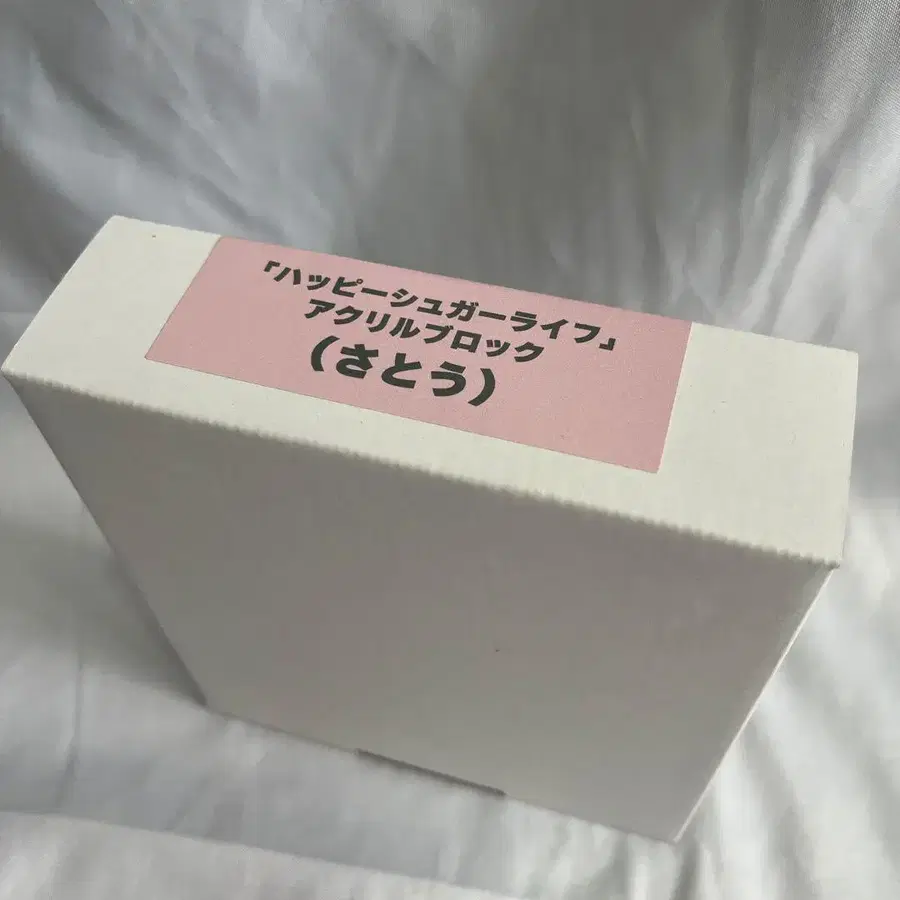 「ハッピーシュガーライフ」
アクリルブロック
（さとう）